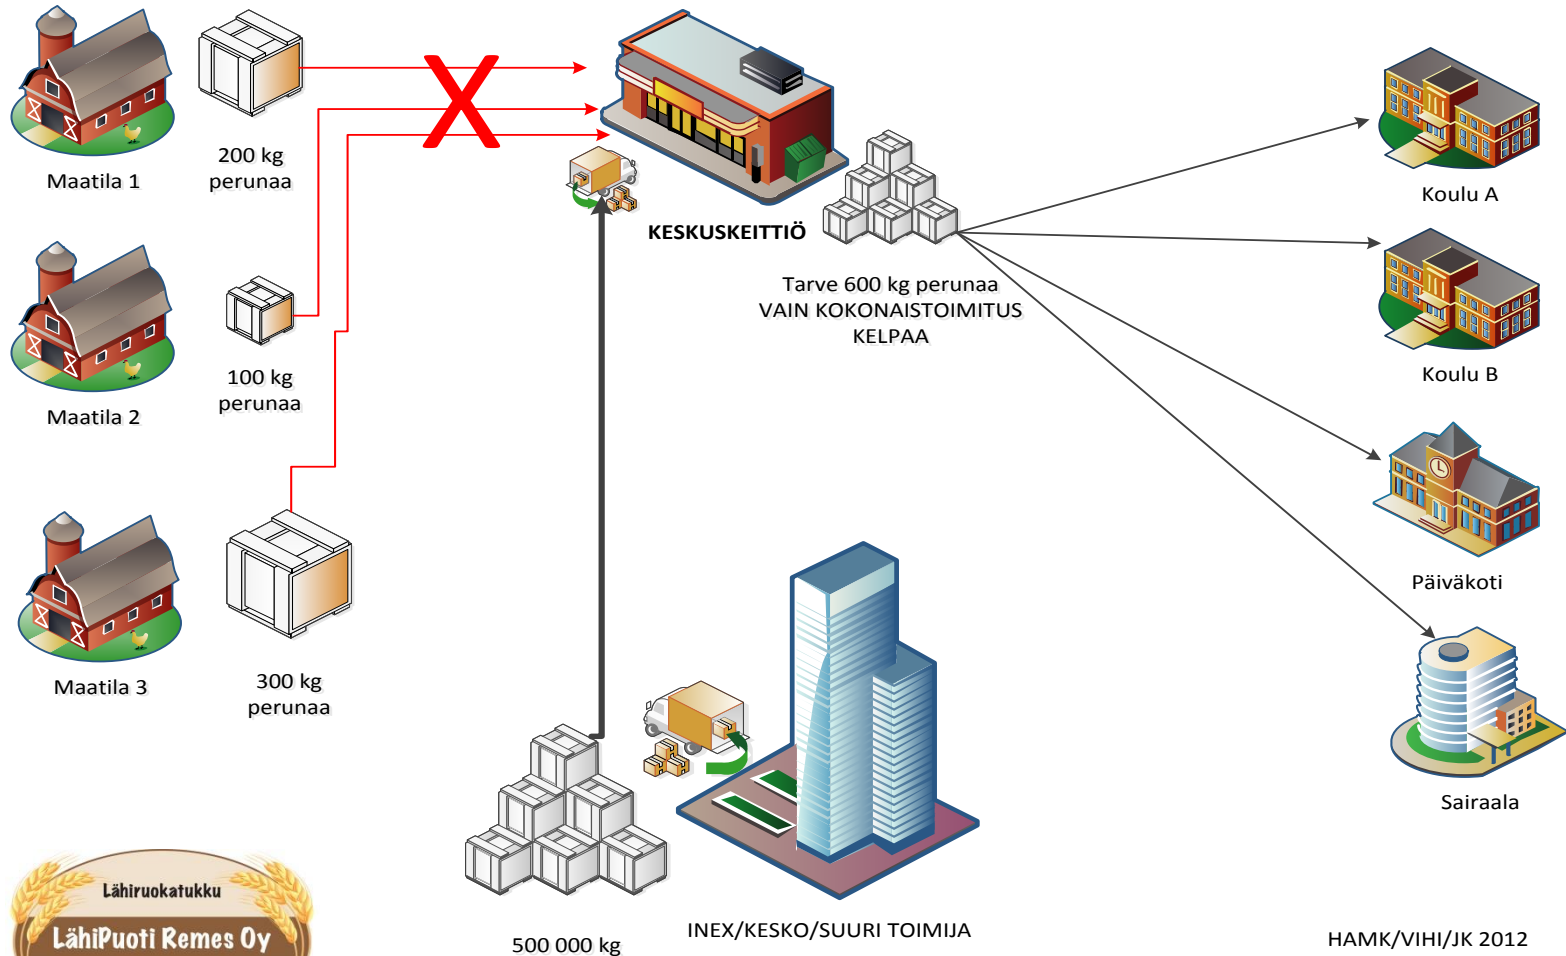 Maatila 1
200 kg
perunaa
Maatila 2
100 kg
perunaa
Maatila 3
300 kg
perunaa
X
KESKUSKEITTIÖ
Tarve 600 kg perunaa
VAIN KOKONAISTOIMITUS
KELPAA
Koulu A
Koulu B
Päiväkoti
Sairaala
500 000 kg
INEX/KESKO/SUURI TOIMIJA
Lähiruokatukku
LähiPuoti Remes Oy
HAMK/VIHI/JK 2012